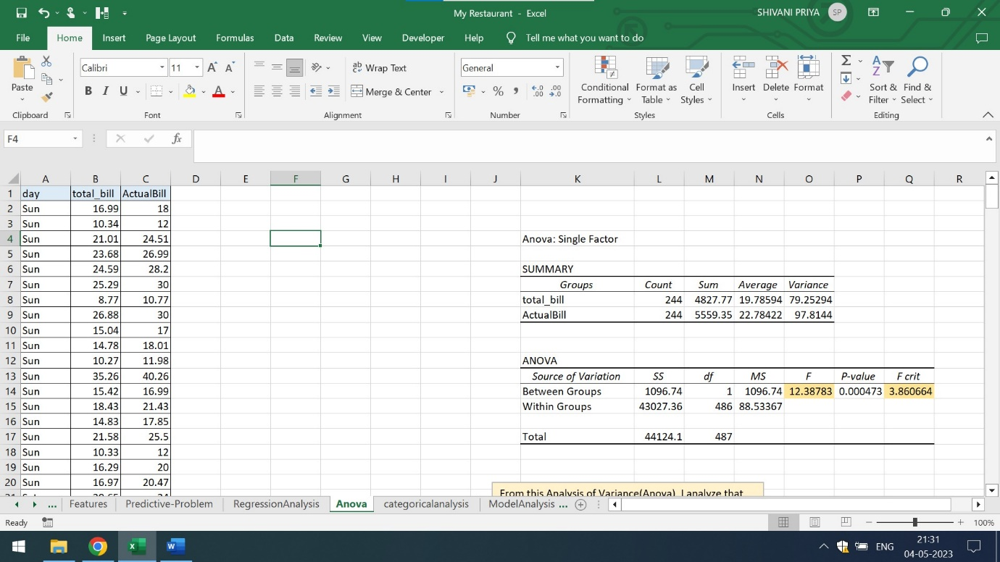 My Restaurant - Excel
SHIVANI PRIYA SP
File Home Insert Page Layout Formulas Data Review View Developer Help Tell me what you want to do
Calibri 11 A A ab Wrap Text General
Paste B I U A Merge & Center % , Conditional Formatting Format as Table Cell Styles Insert Delete Format Sort & Filter Find & Select
Clipboard Font Alignment Number Styles Cells Editing
F4 fx
A B C D E F G H I J K L M N O P Q R
1 day total_bill ActualBill
2 Sun 16.99 18
3 Sun 10.34 12
4 Sun 21.01 24.51 Anova: Single Factor
5 Sun 23.68 26.99
6 Sun 24.59 28.2 SUMMARY
7 Sun 25.29 30 Groups Count Sum Average Variance
8 Sun 8.77 10.77 total_bill 244 4827.77 19.78594 79.25294
9 Sun 26.88 30 ActualBill 244 5559.35 22.78422 97.8144
10 Sun 15.04 17
11 Sun 14.78 18.01
12 Sun 10.27 11.98 ANOVA
13 Sun 35.26 40.26 Source of Variation SS df MS F P-value F crit
14 Sun 15.42 16.99 Between Groups 1096.74 1 1096.74 12.38783 0.000473 3.860664
15 Sun 18.43 21.43 Within Groups 43027.36 486 88.53367
16 Sun 14.83 17.85
17 Sun 21.58 25.5 Total 44124.1 487
18 Sun 10.33 12
19 Sun 16.29 20
20 Sun 16.97 20.47
From this Analysis of Variance(Anova) I analyze that
... Features Predictive-Problem RegressionAnalysis Anova categoricalanalysis ModelAnalysis ...
Ready 100%
ENG 21:31
04-05-2023